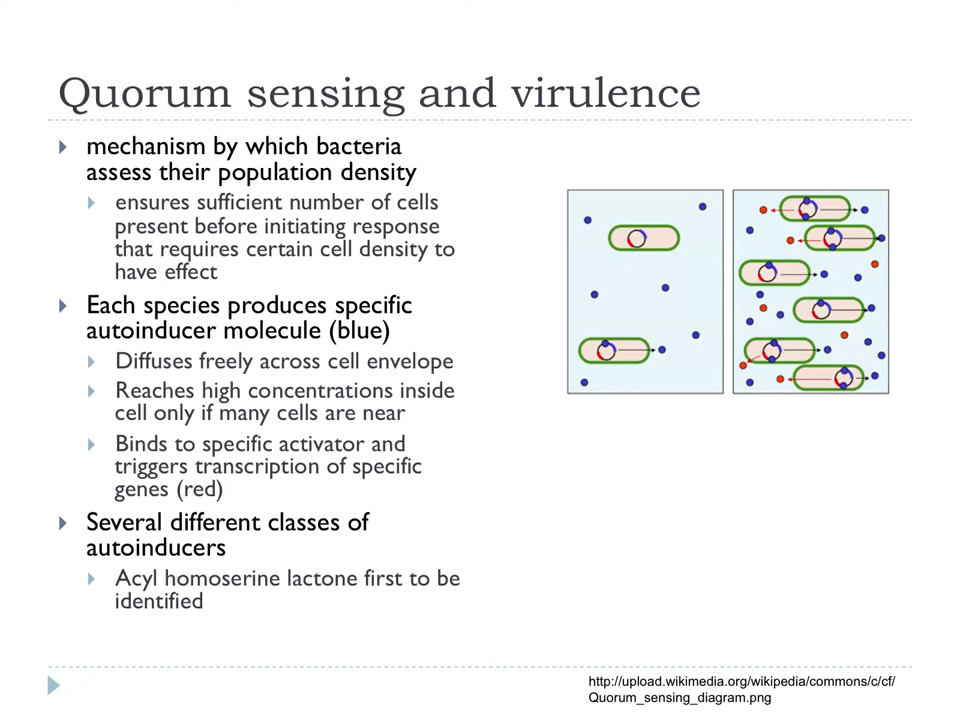 Quorum sensing and virulence
mechanism by which bacteria
assess their population density
ensures sufficient number of cells
present before initiating response
that requires certain cell density to
have effect
Each species produces specific
autoinducer molecule (blue)
Diffuses freely across cell envelope
Reaches high concentrations inside
cell only if many cells are near
Binds to specific activator and
triggers transcription of specific
genes (red)
Several different classes of
autoinducers
Acyl homoserine lactone first to be
identified
http://upload.wikimedia.org/wikipedia/commons/c/cf/
Quorum_sensing_diagram.png